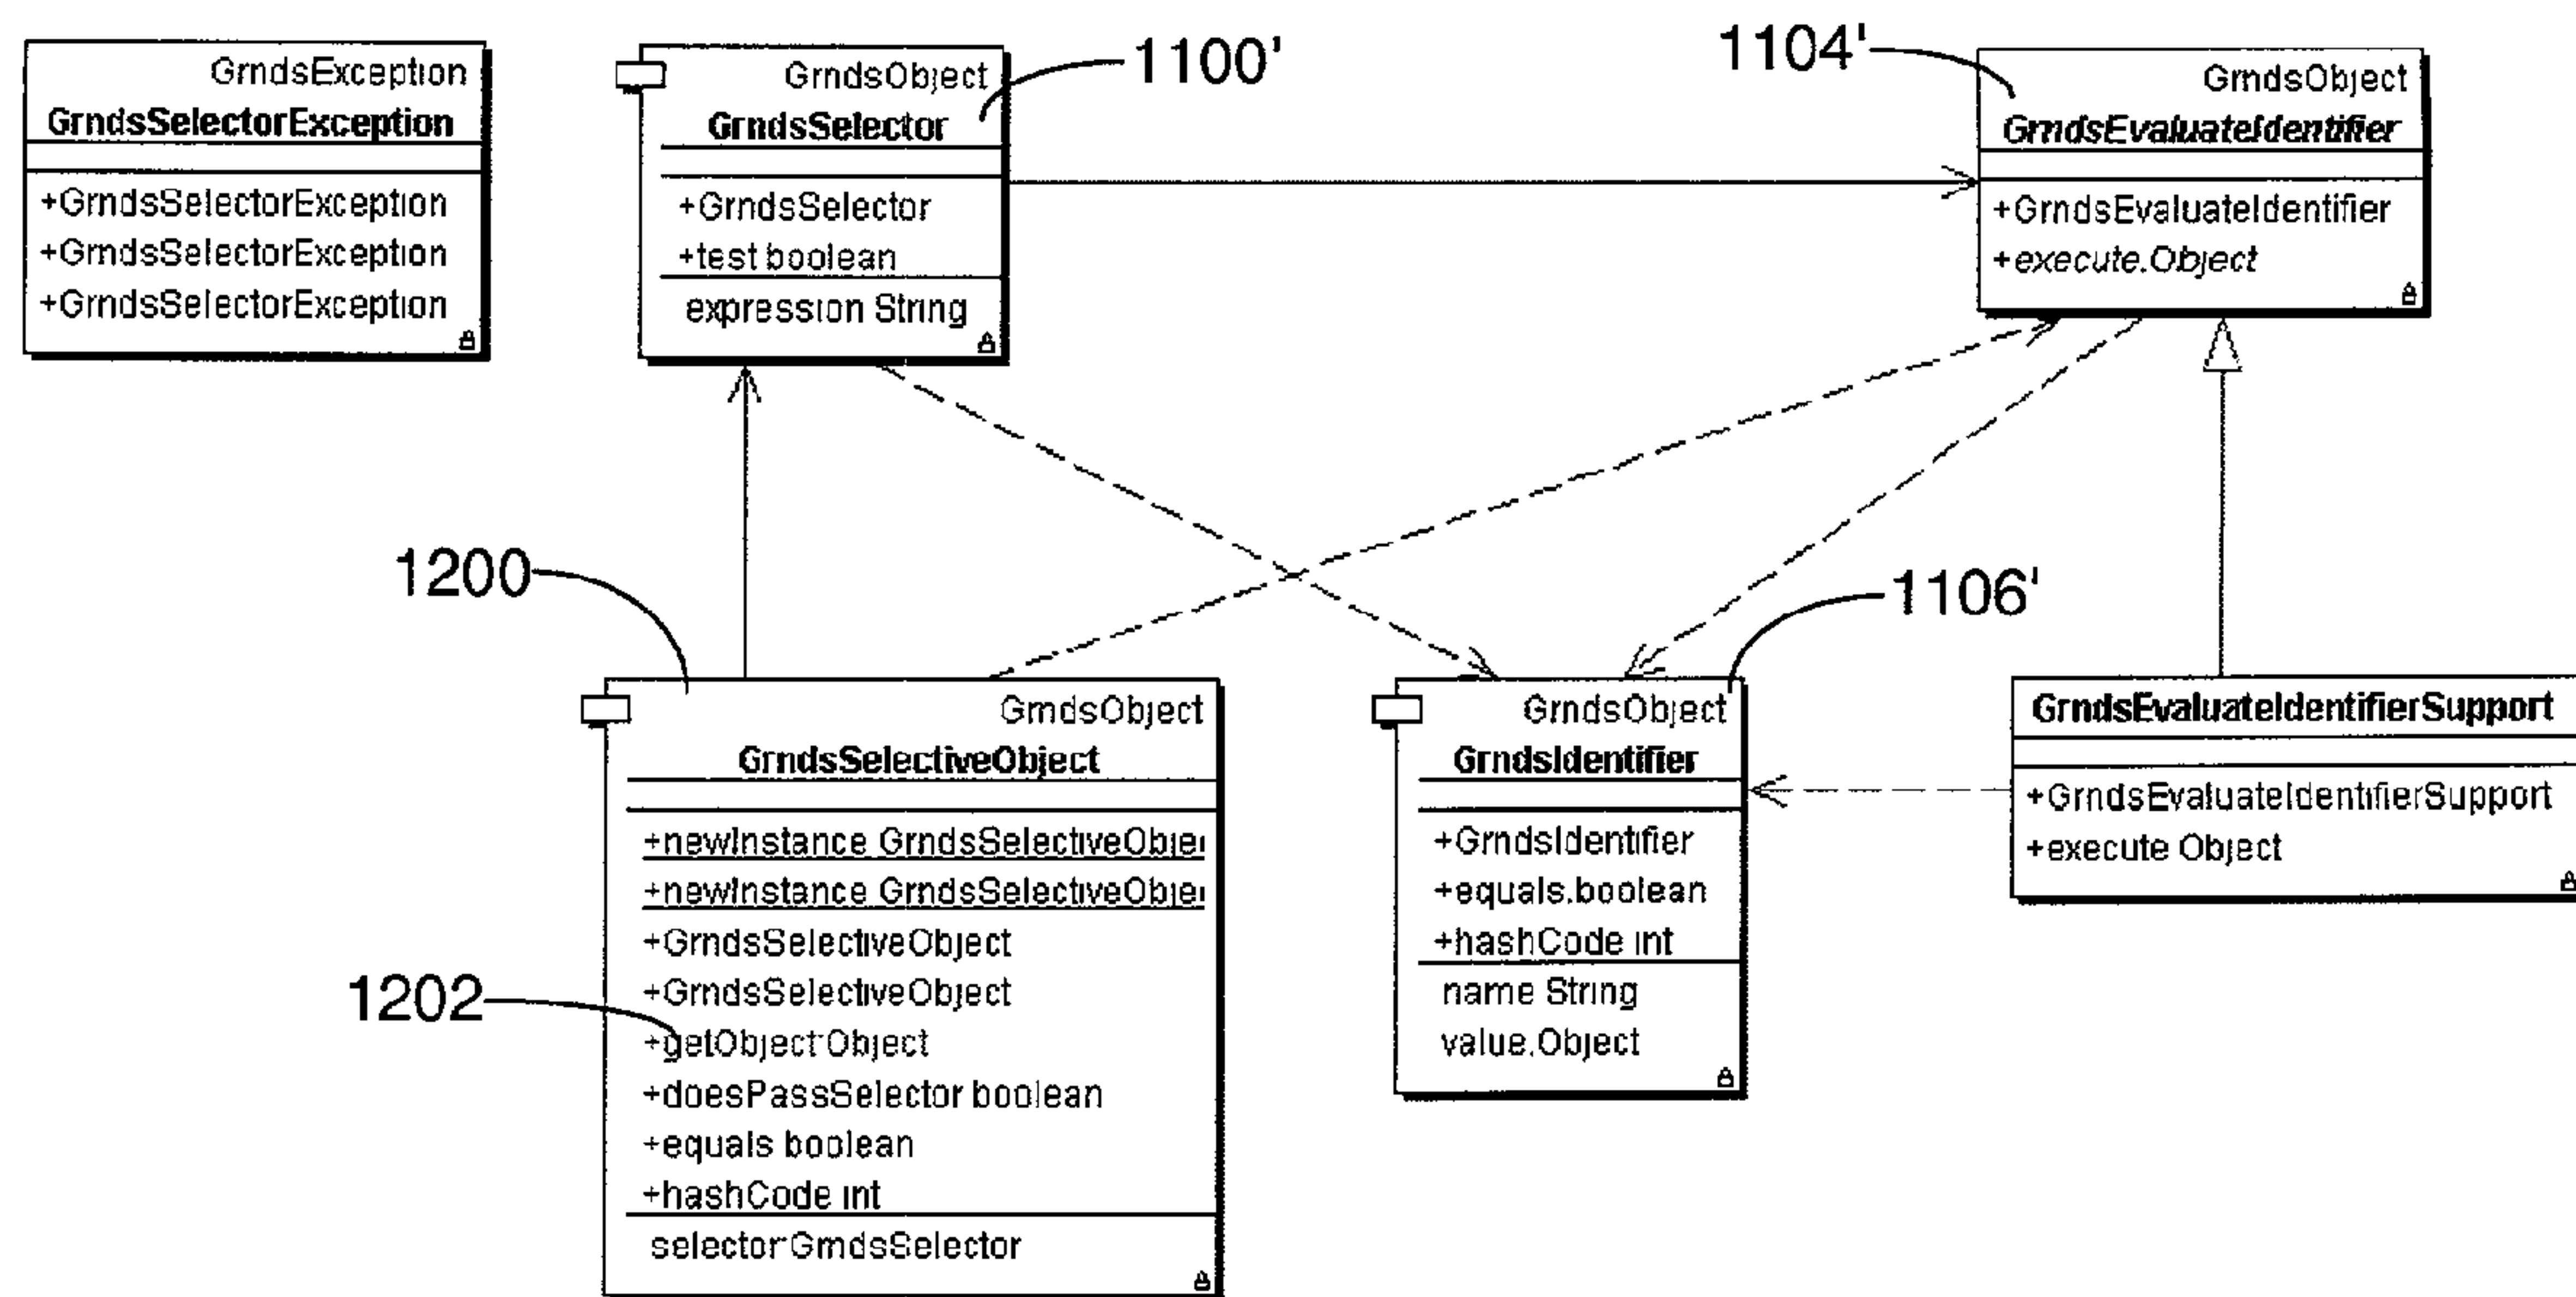 GrndsException
GrndsSelectorException
+GrndsSelectorException
+GrndsSelectorException
+GrndsSelectorException
GrndsObject
GrndsSelector
+GrndsSelector
+test boolean
expression String
1100'
1104'
GrndsObject
GrndsEvaluateIdentifier
+GrndsEvaluateIdentifier
+execute.Object
1200
1106'
GrndsObject
GrndsSelectiveObject
+newInstance GrndsSelectiveObjec
+newInstance GrndsSelectiveObjec
+GrndsSelectiveObject
+GrndsSelectiveObject
+getObject:Object
+doesPassSelector boolean
+equals boolean
+hashCode int
selector:GrndsSelector
1202
GrndsObject
GrndsIdentifier
+GrndsIdentifier
+equals.boolean
+hashCode int
name String
value.Object
GrndsEvaluateIdentifierSupport
+GrndsEvaluateIdentifierSupport
+execute Object